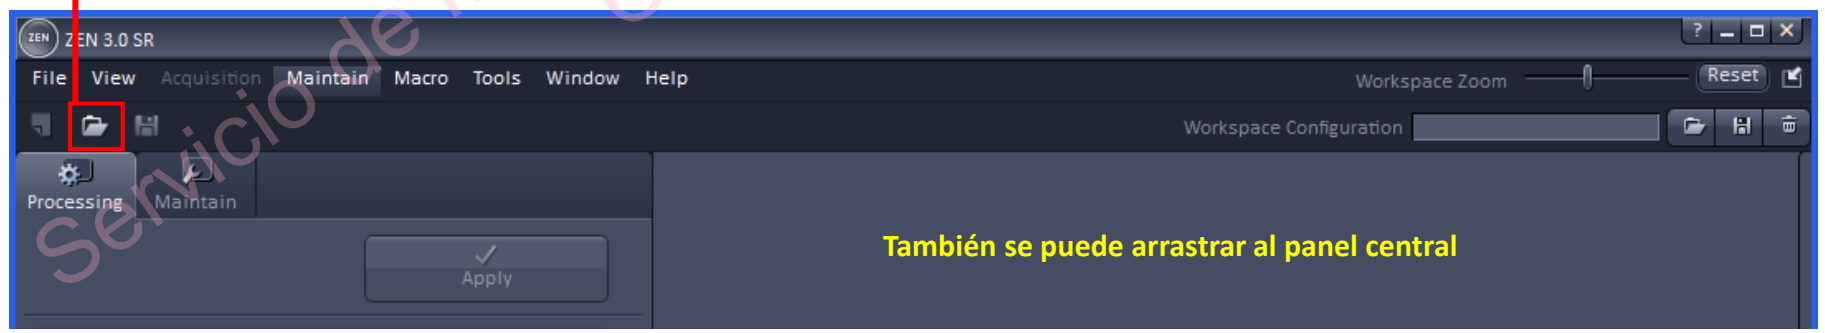 ZEN ZEN 3.0 SR ?
File View Acquisition Maintain Macro Tools Window Help Workspace Zoom Reset
Workspace Configuration
Processing Maintain
También se puede arrastrar al panel central
Apply
Servicio de